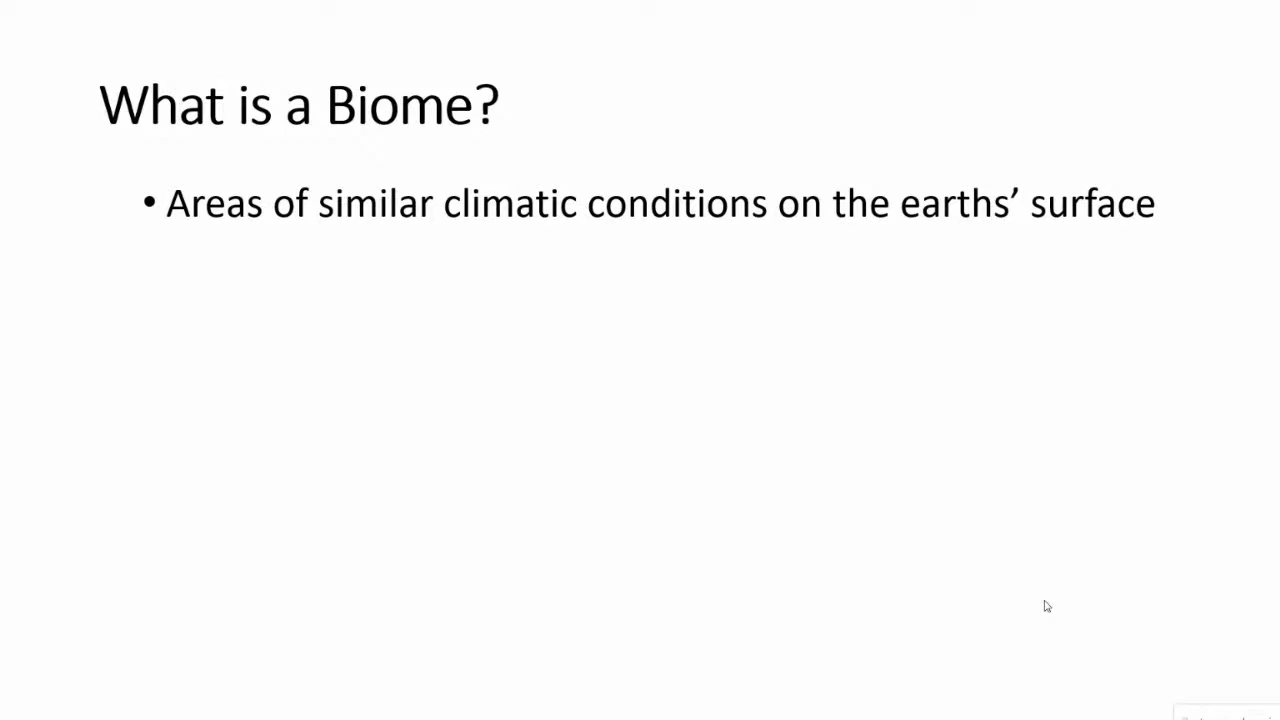 What is a Biome?
• Areas of similar climatic conditions on the earths’ surface